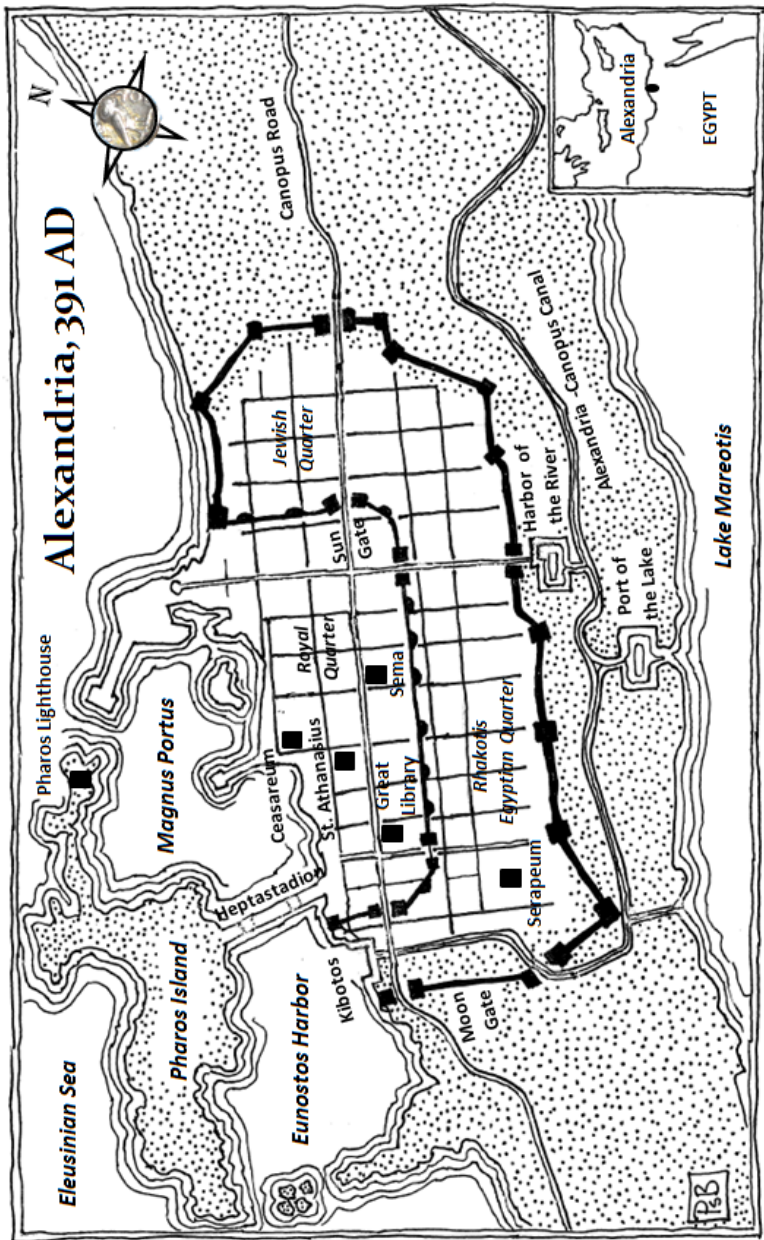 Alexandria, 391 AD
N
Eleusinian Sea
Pharos Lighthouse
Magnus Portus
Pharos Island
Heptastadion
Eunostos Harbor
Kibotos
Ceasareum
St. Athanasius
Royal
Quarter
Jewish
Quarter
Canopus Road
Sun
Gate
Sema
Great
Library
Rhakotis
Egyptian Quarter
Serapeum
Moon
Gate
Harbor of
the River
Alexandria -Canopus Canal
Port of
the Lake
Lake Mareotis
Alexandria
EGYPT
PSB